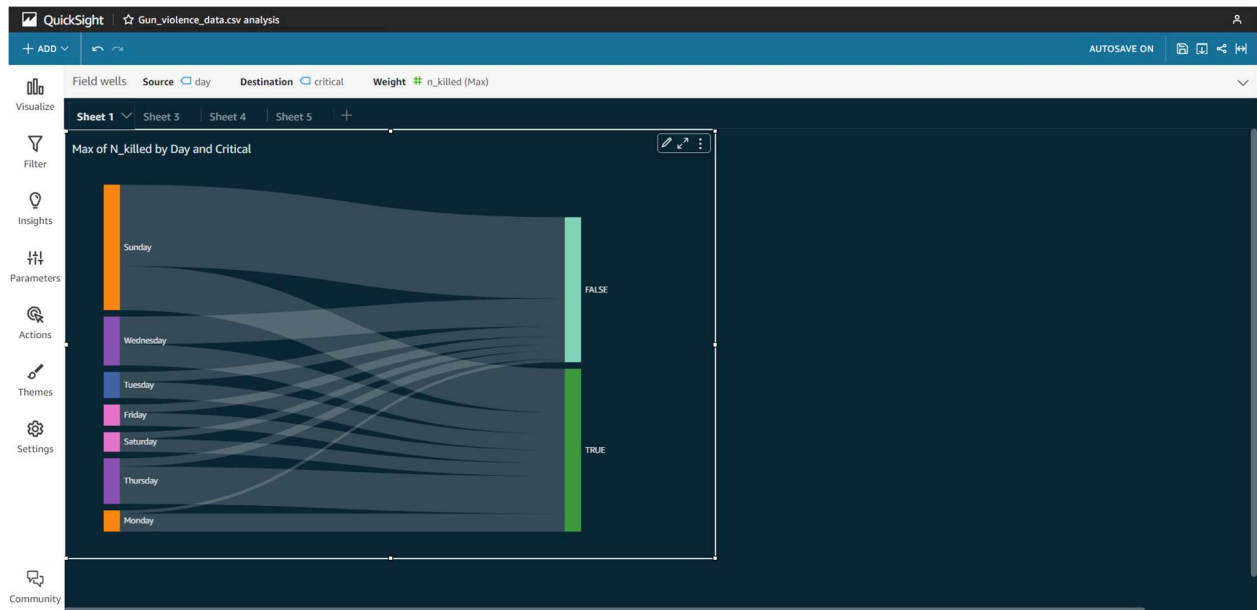 QuickSight Gun_violence_data.csv analysis
+ ADD AUTOSAVE ON
Field wells Source day Destination critical Weight # n_killed (Max)
Sheet 1 Sheet 3 Sheet 4 Sheet 5 +
Visualize
Filter
Insights
Parameters
Actions
Themes
Settings
Community
Max of N_killed by Day and Critical
Sunday
Wednesday
Tuesday
Friday
Saturday
Thursday
Monday
FALSE
TRUE